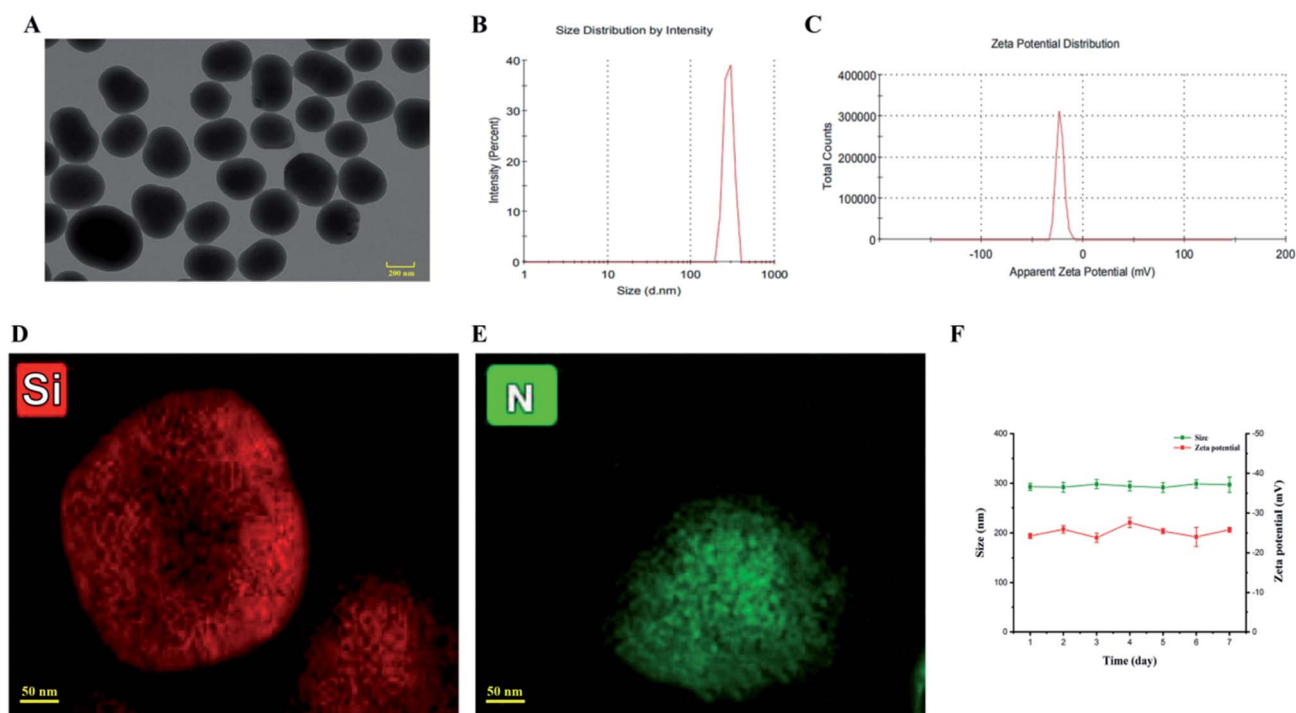 A
200 nm
B
Size Distribution by Intensity
Intensity (Percent)
40
30
20
10
0
1
10
100
1000
Size (d.nm)
C
Zeta Potential Distribution
Total Counts
400000
300000
200000
100000
0
-100
0
100
200
Apparent Zeta Potential (mV)
D
Si
50 nm
E
N
50 nm
F
Size
Zeta potential
Size (nm)
400
300
200
100
0
-50
-40
-30
-20
-10
0
Zeta potential (mV)
1
2
3
4
5
6
7
Time (day)